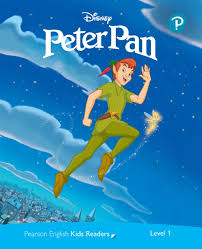 P
Disney
Peter Pan
Pearson English Kids Readers
Level 1